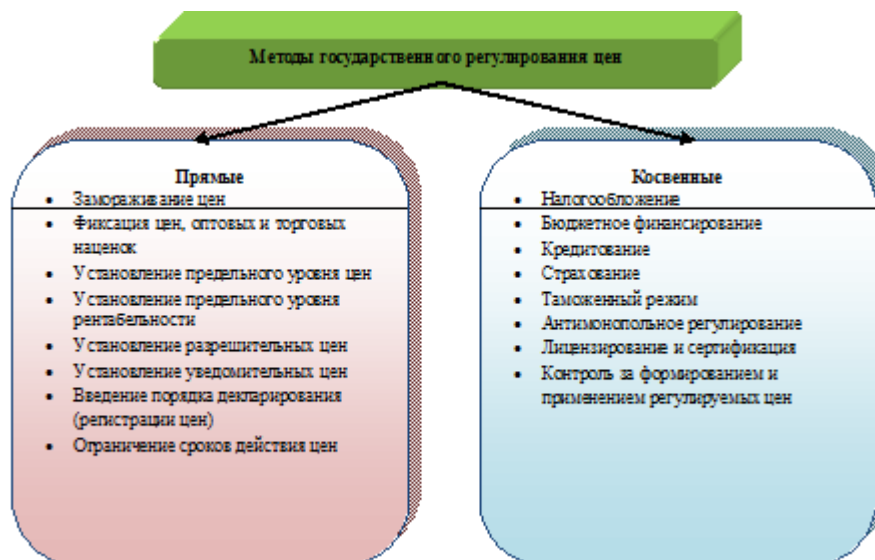 Методы государственного регулирования цен
Прямые
• Замораживание цен
• Фиксация цен, оптовых и торговых
наценок
• Установление предельного уровня цен
• Установление предельного уровня
рентабельности
• Установление разрешительных цен
• Установление уведомительных цен
• Введение порядка декларирования
(регистрации цен)
• Ограничение сроков действия цен
Косвенные
• Налогообложение
• Бюджетное финансирование
• Кредитование
• Страхование
• Таможенный режим
• Антимонопольное регулирование
• Лицензирование и сертификация
• Контроль за формированием и
применением регулируемых цен